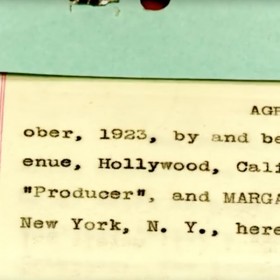 AGR
ober, 1923, by and be
enue, Hollywood, Cali
"Producer", and MARGA
New York, N. Y., here